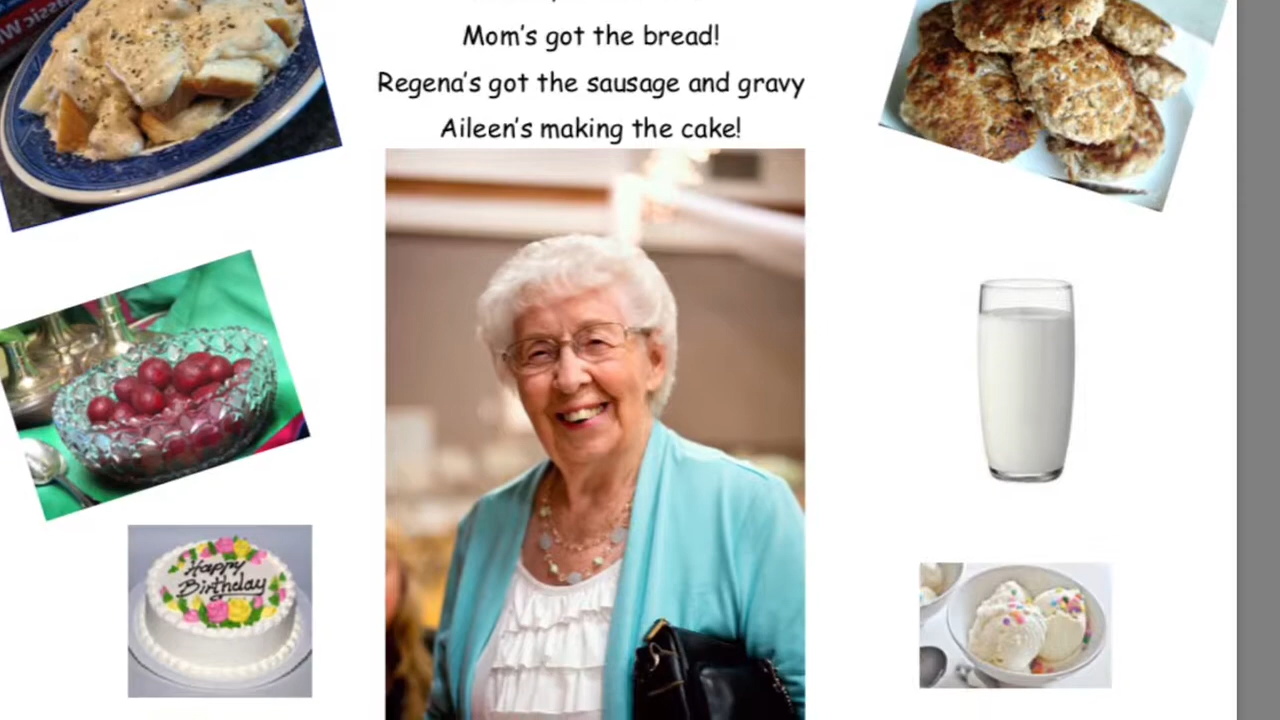 Mom's got the bread!
Regena's got the sausage and gravy
Aileen's making the cake!
Happy
Birthday